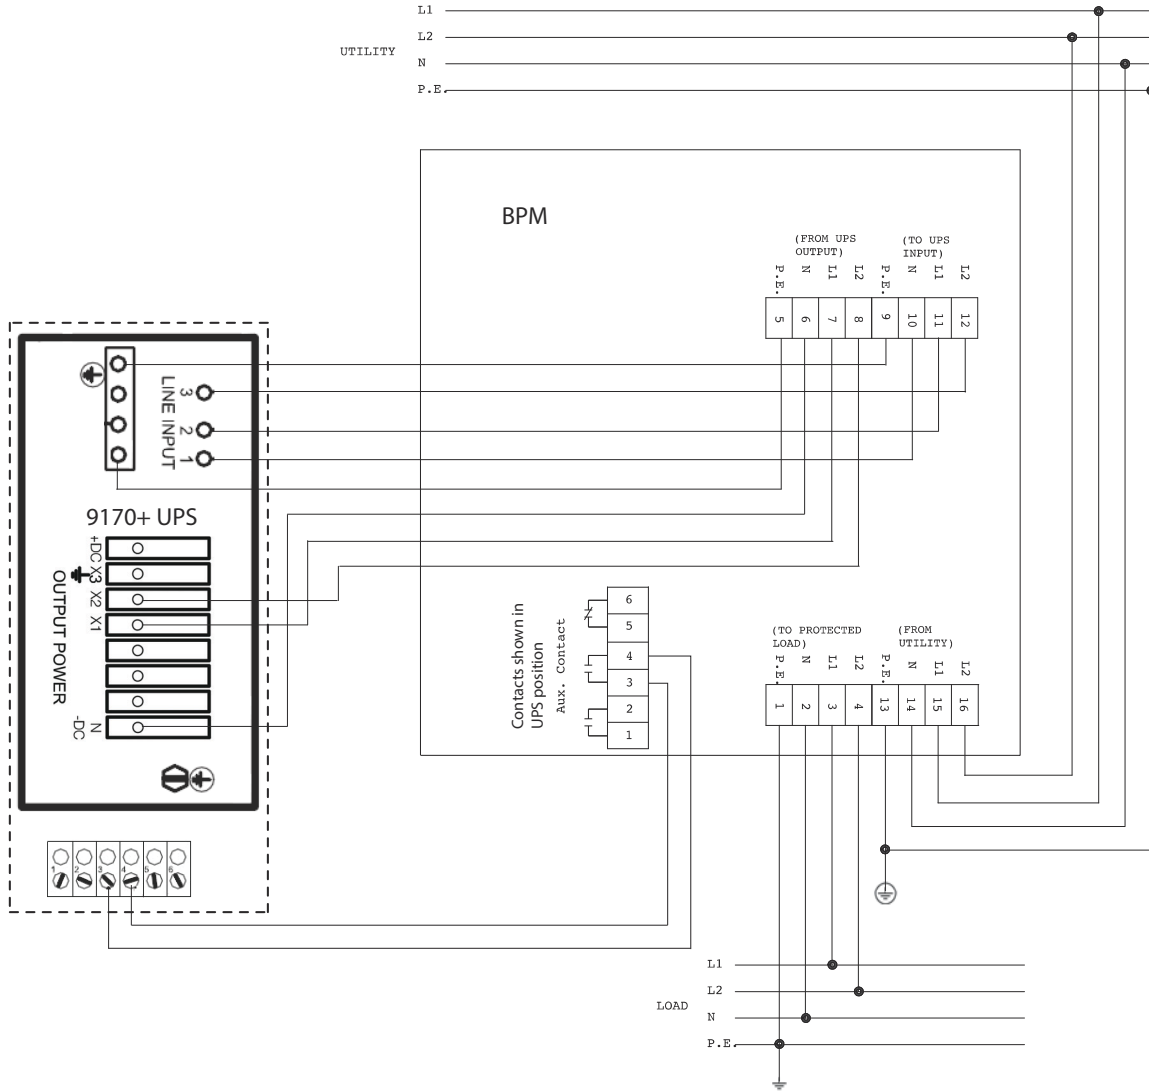 L1
L2
UTILITY
N
P.E.
BPM
(FROM UPS
OUTPUT)
(TO UPS
INPUT)
P.E. N L1 L2 P.E. N L1 L2
5 6 7 8 9 10 11 12
3
2
1
LINE INPUT
9170+ UPS
+DC
X3
X2
X1
N
-DC
OUTPUT POWER
Contacts shown in
UPS position
Aux. Contact
6
5
4
3
2
1
(TO PROTECTED
LOAD)
(FROM
UTILITY)
P.E. N L1 L2 P.E. N L1 L2
1 2 3 4 13 14 15 16
1 2 3 4 5 6
L1
L2
LOAD
N
P.E.